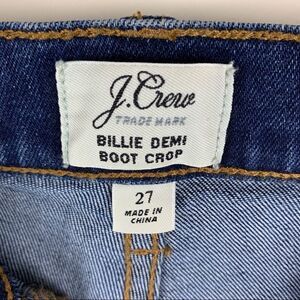 J.Crew
TRADE MARK
BILLIE DEMI
BOOT CROP
27
MADE IN
CHINA